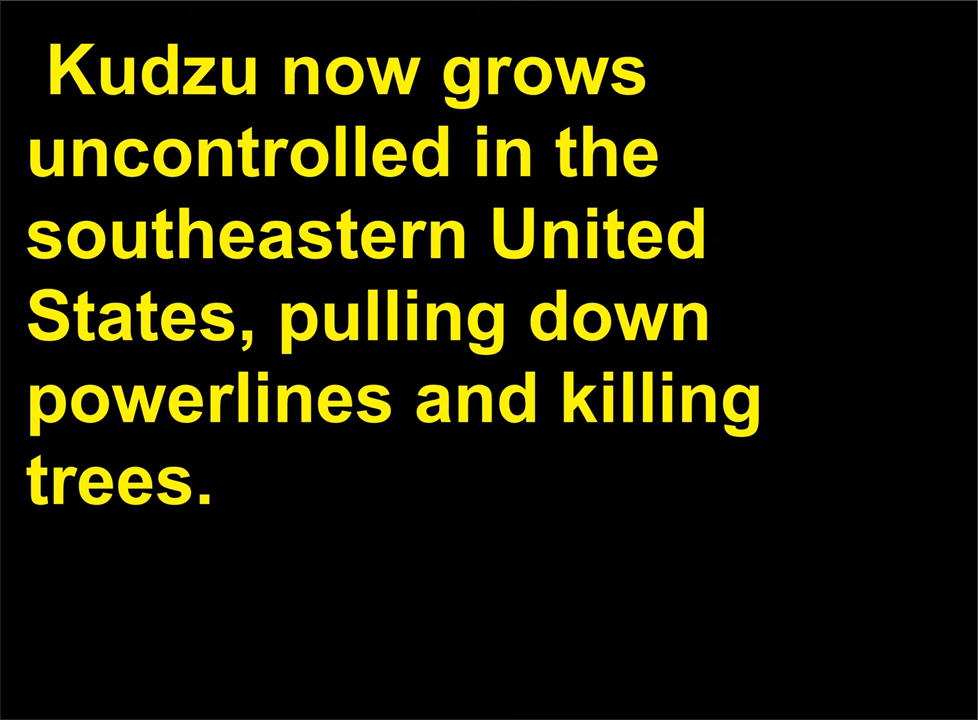 Kudzu now grows
uncontrolled in the
southeastern United
States, pulling down
powerlines and killing
trees.